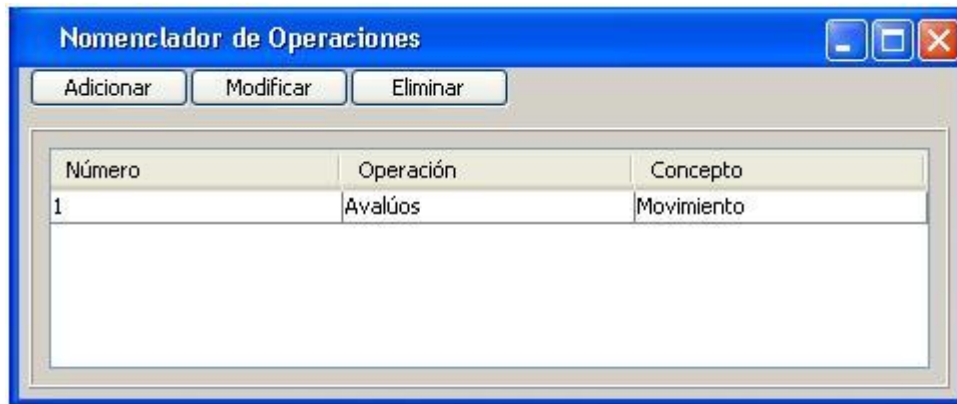 Nomenclador de Operaciones
Adicionar Modificar Eliminar
Número Operación Concepto
1 Avalúos Movimiento